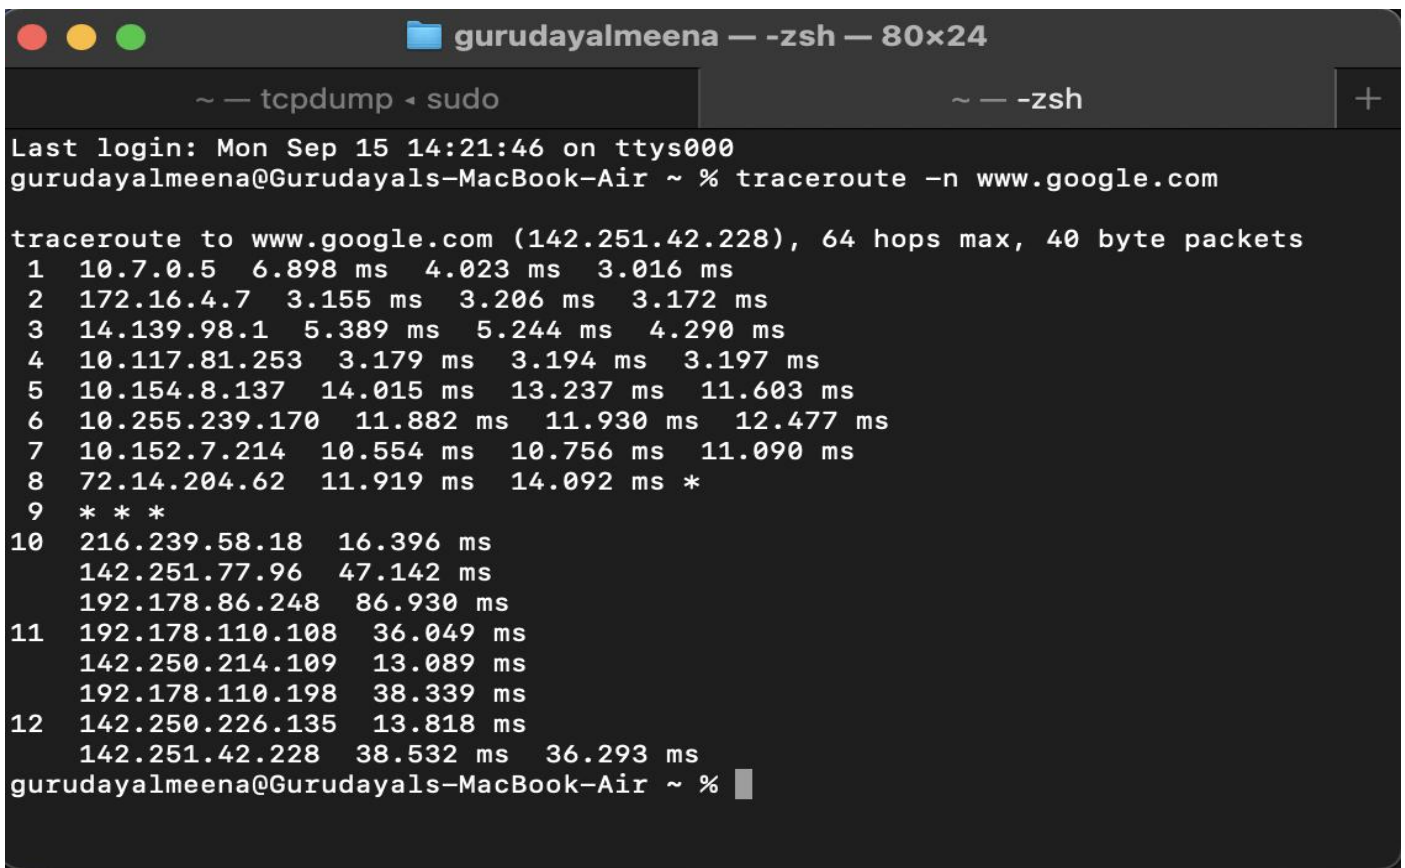 gurudayalmeena — -zsh — 80×24
~ — tcpdump ◂ sudo
~ — -zsh
+
Last login: Mon Sep 15 14:21:46 on ttys000
gurudayalmeena@Gurudayals-MacBook-Air ~ % traceroute -n www.google.com
traceroute to www.google.com (142.251.42.228), 64 hops max, 40 byte packets
 1  10.7.0.5  6.898 ms  4.023 ms  3.016 ms
 2  172.16.4.7  3.155 ms  3.206 ms  3.172 ms
 3  14.139.98.1  5.389 ms  5.244 ms  4.290 ms
 4  10.117.81.253  3.179 ms  3.194 ms  3.197 ms
 5  10.154.8.137  14.015 ms  13.237 ms  11.603 ms
 6  10.255.239.170  11.882 ms  11.930 ms  12.477 ms
 7  10.152.7.214  10.554 ms  10.756 ms  11.090 ms
 8  72.14.204.62  11.919 ms  14.092 ms *
 9  * * *
10  216.239.58.18  16.396 ms
    142.251.77.96  47.142 ms
    192.178.86.248  86.930 ms
11  192.178.110.108  36.049 ms
    142.250.214.109  13.089 ms
    192.178.110.198  38.339 ms
12  142.250.226.135  13.818 ms
    142.251.42.228  38.532 ms  36.293 ms
gurudayalmeena@Gurudayals-MacBook-Air ~ %